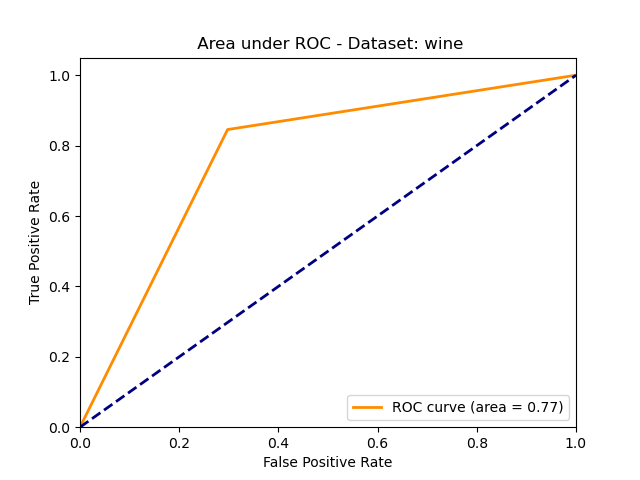 Area under ROC - Dataset: wine
True Positive Rate
1.0
0.8
0.6
0.4
0.2
0.0
0.0 0.2 0.4 0.6 0.8 1.0
False Positive Rate
ROC curve (area = 0.77)